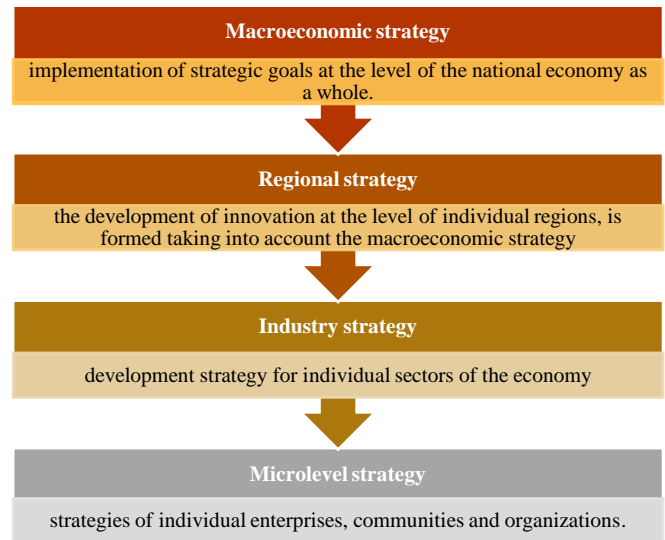 Macroeconomic strategy
implementation of strategic goals at the level of the national economy as
a whole.
Regional strategy
the development of innovation at the level of individual regions, is
formed taking into account the macroeconomic strategy
Industry strategy
development strategy for individual sectors of the economy
Microlevel strategy
strategies of individual enterprises, communities and organizations.